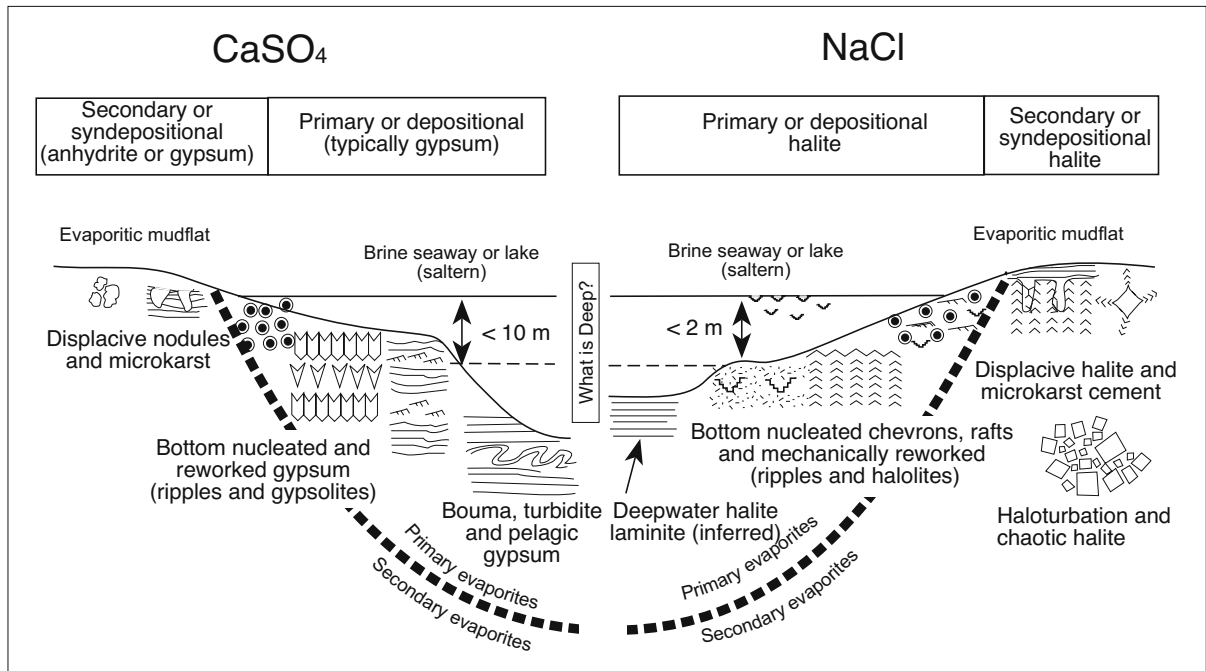 CaSO₄
NaCl
Secondary or
syndepositional
(anhydrite or gypsum)
Primary or depositional
(typically gypsum)
Primary or depositional
halite
Secondary or
syndepositional
halite
Evaporitic mudflat
Brine seaway or lake
(saltern)
What is Deep?
Brine seaway or lake
(saltern)
Evaporitic mudflat
< 10 m
< 2 m
Displacive nodules
and microkarst
Displacive halite and
microkarst cement
Bottom nucleated and
reworked gypsum
(ripples and gypsolites)
Bottom nucleated chevrons, rafts
and mechanically reworked
(ripples and halolites)
Bouma, turbidite
and pelagic
gypsum
Deepwater halite
laminite (inferred)
Haloturbation and
chaotic halite
Primary evaporites
Secondary evaporites
Primary evaporites
Secondary evaporites